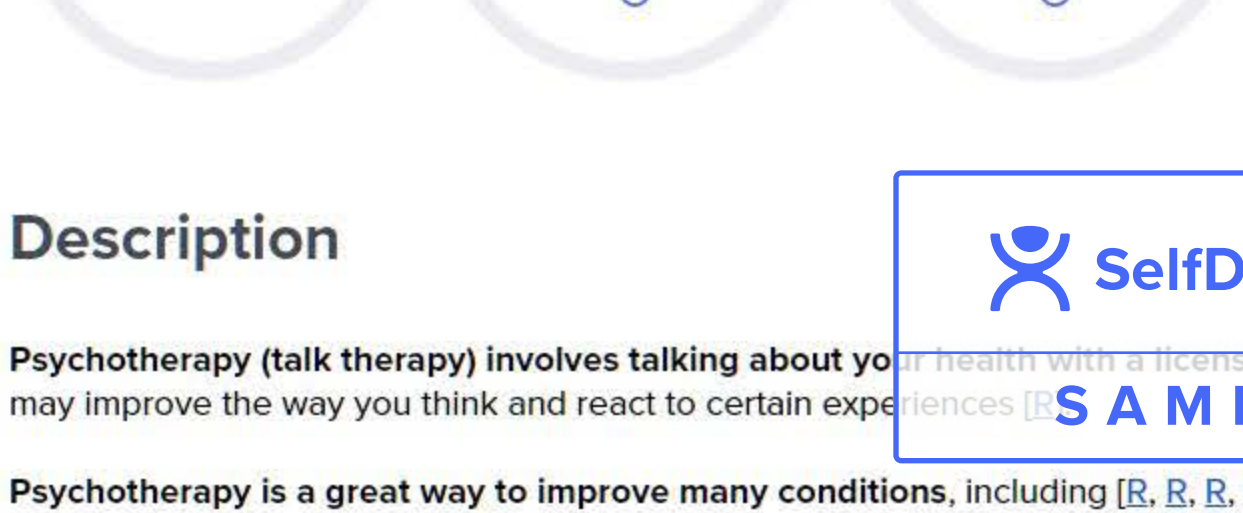 Description
SelfD
Psychotherapy (talk therapy) involves talking about your health with a licens
may improve the way you think and react to certain experiences [R].
S A M
Psychotherapy is a great way to improve many conditions, including [R, R, R,